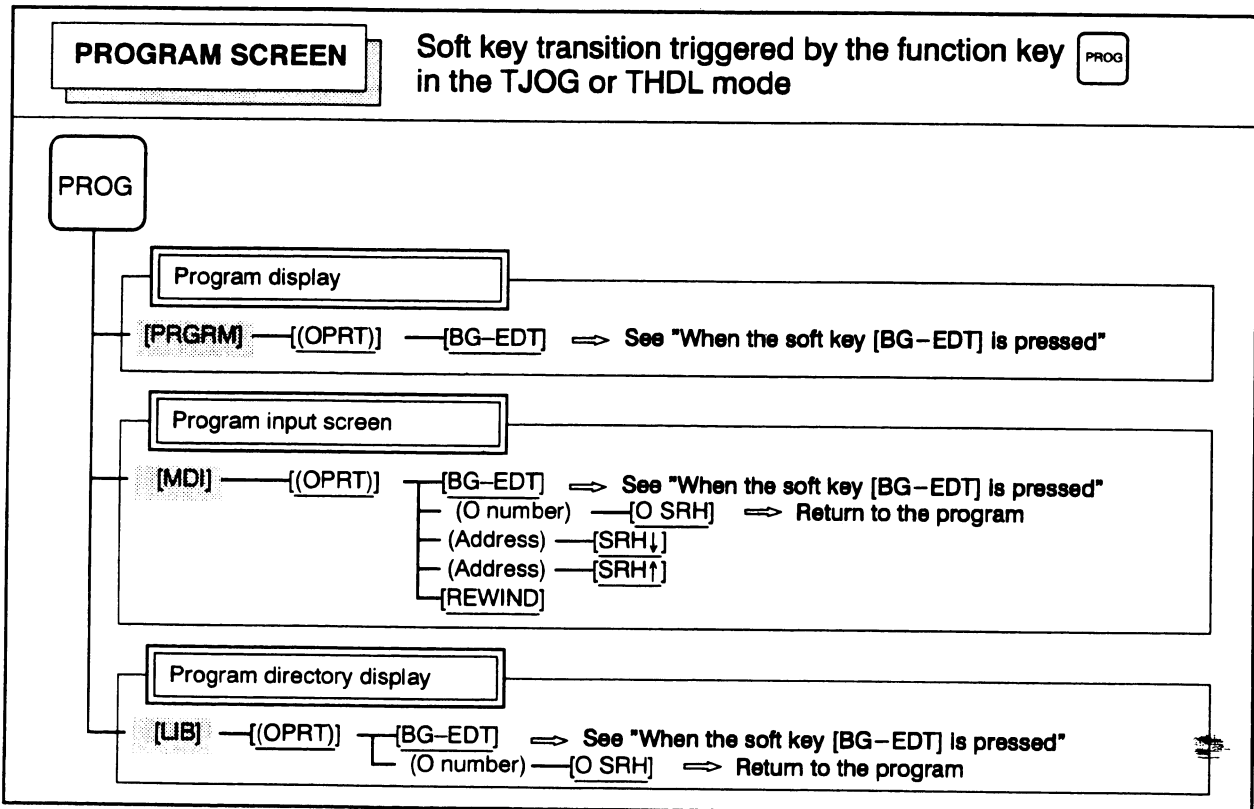 PROGRAM SCREEN
Soft key transition triggered by the function key PROG
in the TJOG or THDL mode
PROG
Program display
[PRGRM] [(OPRT)] [BG–EDT] ⇒ See "When the soft key [BG–EDT] is pressed"
Program input screen
[MDI] [(OPRT)] [BG–EDT] ⇒ See "When the soft key [BG–EDT] is pressed"
(O number) [O SRH] ⇒ Return to the program
(Address) [SRH↓]
(Address) [SRH↑]
[REWIND]
Program directory display
[LIB] [(OPRT)] [BG–EDT] ⇒ See "When the soft key [BG–EDT] is pressed"
(O number) [O SRH] ⇒ Return to the program